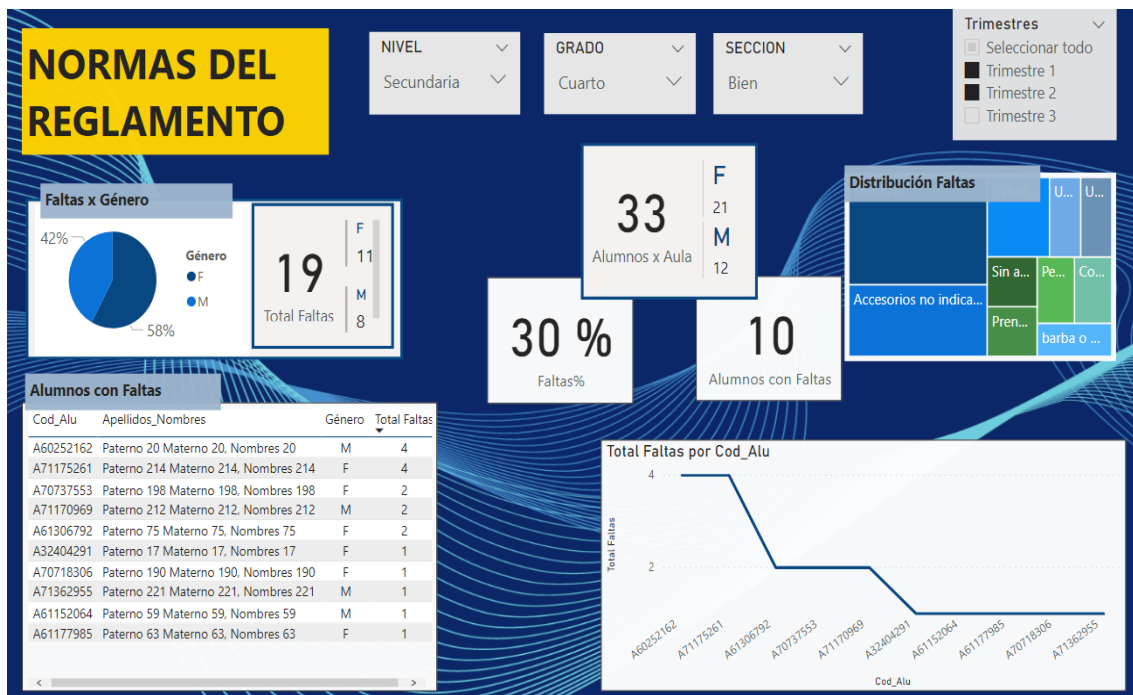 NORMAS DEL
REGLAMENTO
NIVEL
Secundaria
GRADO
Cuarto
SECCION
Bien
Trimestres
Seleccionar todo
Trimestre 1
Trimestre 2
Trimestre 3
Faltas x Género
42%
58%
Género
F
M
19
Total Faltas
F
11
M
8
33
Alumnos x Aula
F
21
M
12
30 %
Faltas%
10
Alumnos con Faltas
Distribución Faltas
U...
U...
Accesorios no indica...
Sin a...
Pe...
Co...
Pren...
barba o ...
Alumnos con Faltas
Cod_Alu Apellidos_Nombres Género Total Faltas
A60252162 Paterno 20 Materno 20, Nombres 20 M 4
A71175261 Paterno 214 Materno 214, Nombres 214 F 4
A70737553 Paterno 198 Materno 198, Nombres 198 F 2
A71170969 Paterno 212 Materno 212, Nombres 212 M 2
A61306792 Paterno 75 Materno 75, Nombres 75 F 2
A32404291 Paterno 17 Materno 17, Nombres 17 F 1
A70718306 Paterno 190 Materno 190, Nombres 190 F 1
A71362955 Paterno 221 Materno 221, Nombres 221 M 1
A61152064 Paterno 59 Materno 59, Nombres 59 M 1
A61177985 Paterno 63 Materno 63, Nombres 63 F 1
Total Faltas por Cod_Alu
4
2
Total Faltas
A60252162
A71175261
A61306792
A70737553
A71170969
A32404291
A61152064
A61177985
A70718306
A71362955
Cod_Alu